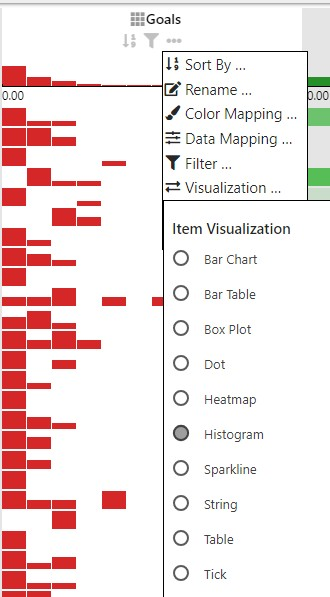 Goals
Sort By ...
Rename ...
0.00
0.00
Color Mapping ...
Data Mapping ...
Filter ...
Visualization ...
Item Visualization
Bar Chart
Bar Table
Box Plot
Dot
Heatmap
Histogram
Sparkline
String
Table
Tick